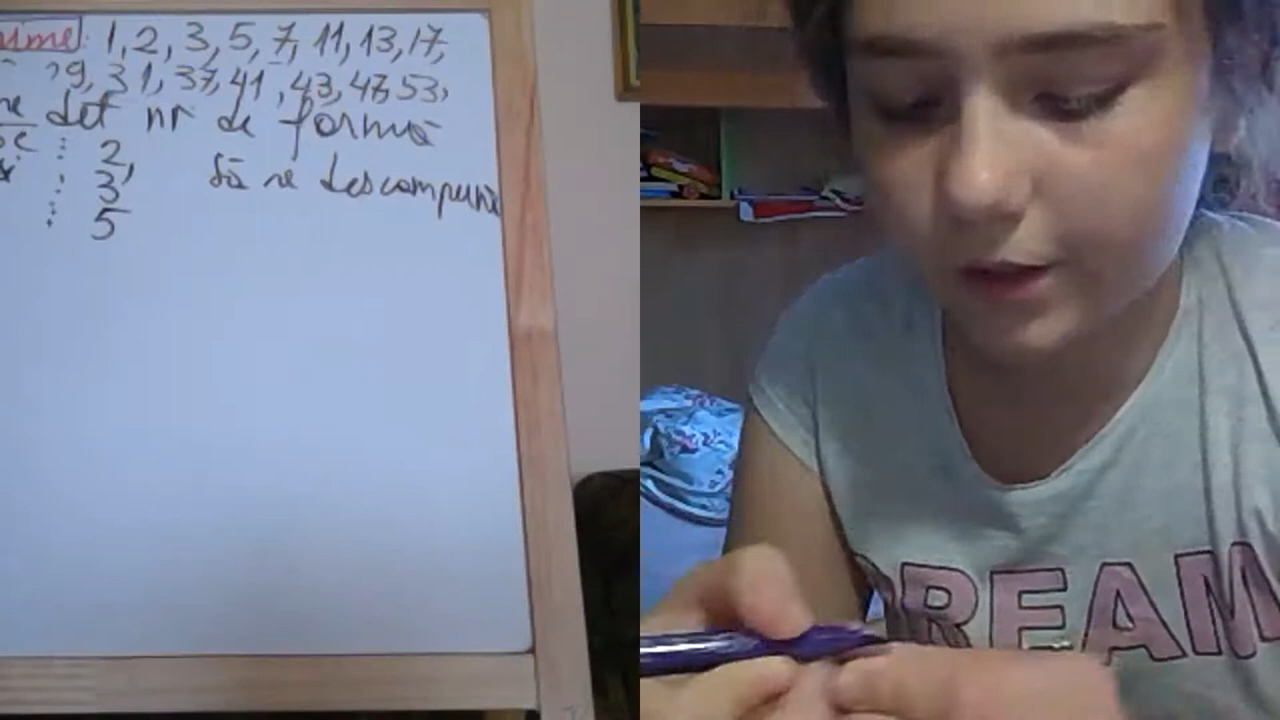 1, 2, 3, 5, 7, 11, 13, 17,
31, 37, 41, 43, 47, 53,
det nr de formă
⋮ 2,
⋮ 3, Să se descompună
⋮ 5
DREAM